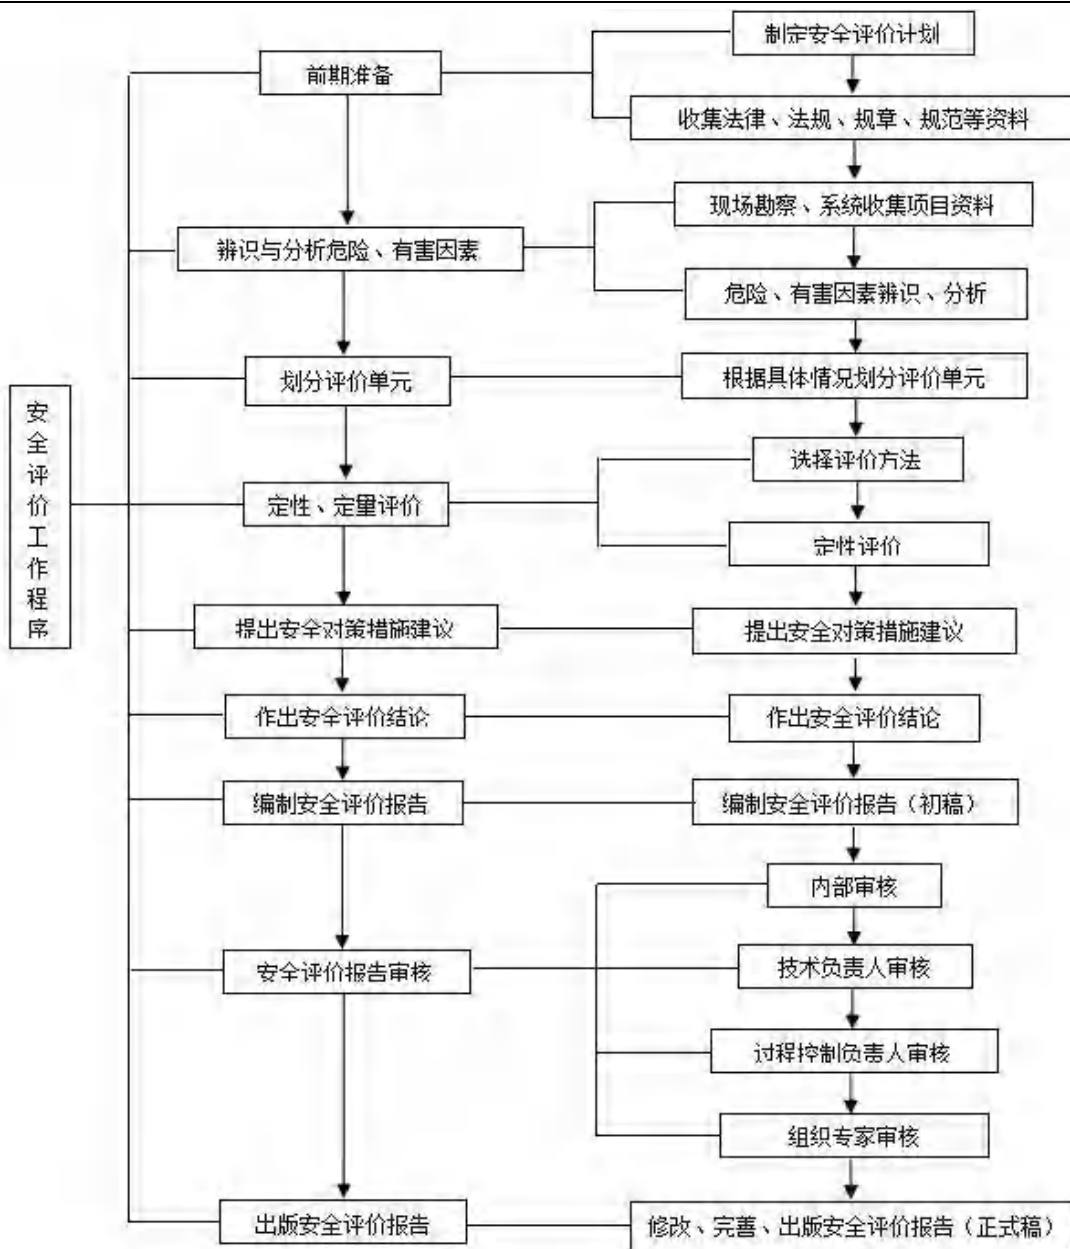 制定安全评价计划
前期准备
收集法律、法规、规章、规范等资料
现场勘察、系统收集项目资料
辨识与分析危险、有害因素
危险、有害因素辨识、分析
划分评价单元
根据具体情况划分评价单元
安全评价工作程序
选择评价方法
定性、定量评价
定性评价
提出安全对策措施建议
提出安全对策措施建议
作出安全评价结论
作出安全评价结论
编制安全评价报告
编制安全评价报告（初稿）
内部审核
安全评价报告审核
技术负责人审核
过程控制负责人审核
组织专家审核
出版安全评价报告
修改、完善、出版安全评价报告（正式稿）